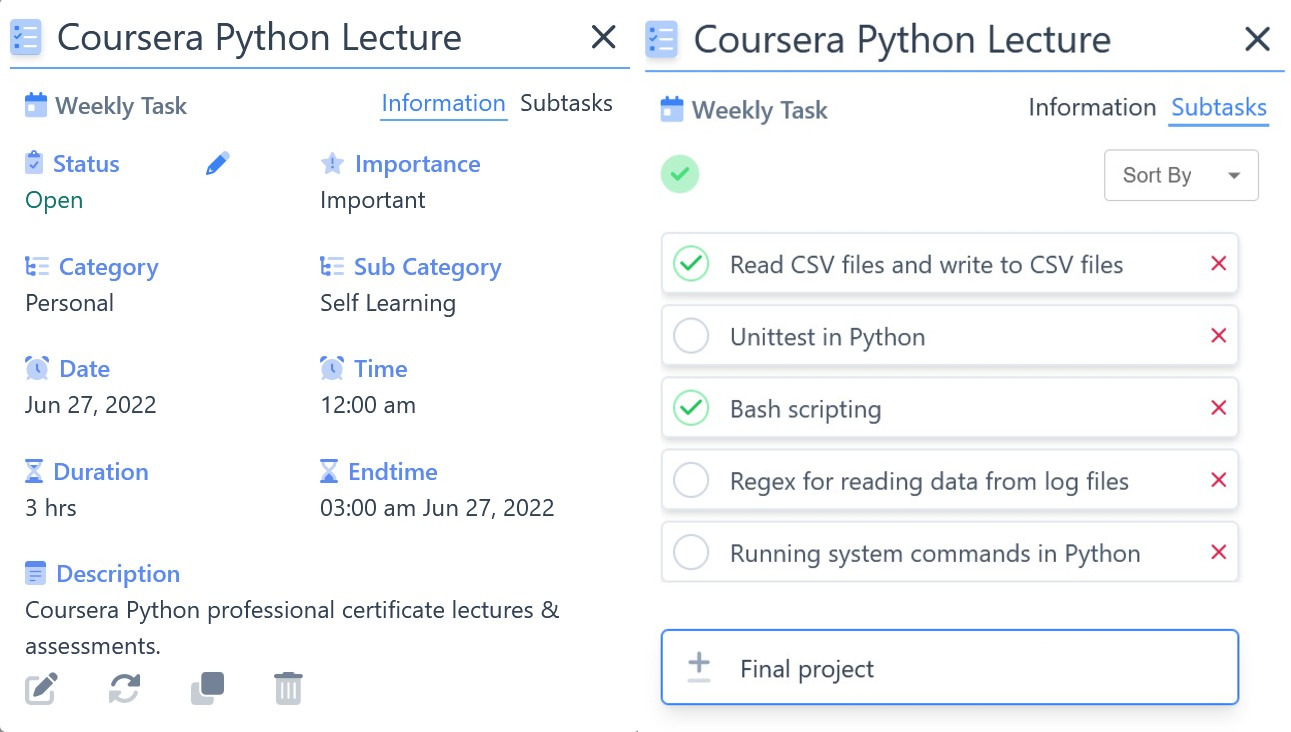 Coursera Python Lecture
Weekly Task
Information Subtasks
Status
Importance
Open
Important
Category
Sub Category
Personal
Self Learning
Date
Time
Jun 27, 2022
12:00 am
Duration
Endtime
3 hrs
03:00 am Jun 27, 2022
Description
Coursera Python professional certificate lectures &
assessments.
Coursera Python Lecture
Weekly Task
Information Subtasks
Sort By
Read CSV files and write to CSV files
Unittest in Python
Bash scripting
Regex for reading data from log files
Running system commands in Python
Final project